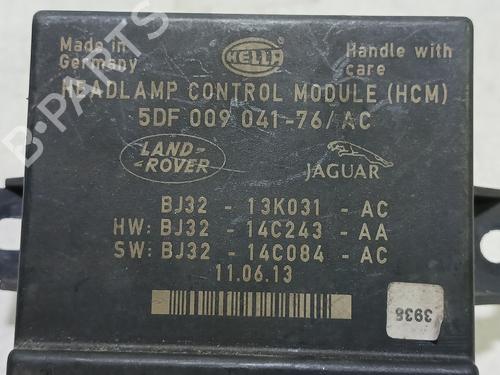 Made in
Germany
HELLA
Handle with
care
HEADLAMP CONTROL MODULE (HCM)
5DF 009 041-76/AC
LAND-
ROVER
JAGUAR
BJ32 - 13K031 - AC
HW: BJ32 - 14C243 - AA
SW: BJ32 - 14C084 - AC
11.06.13
3938